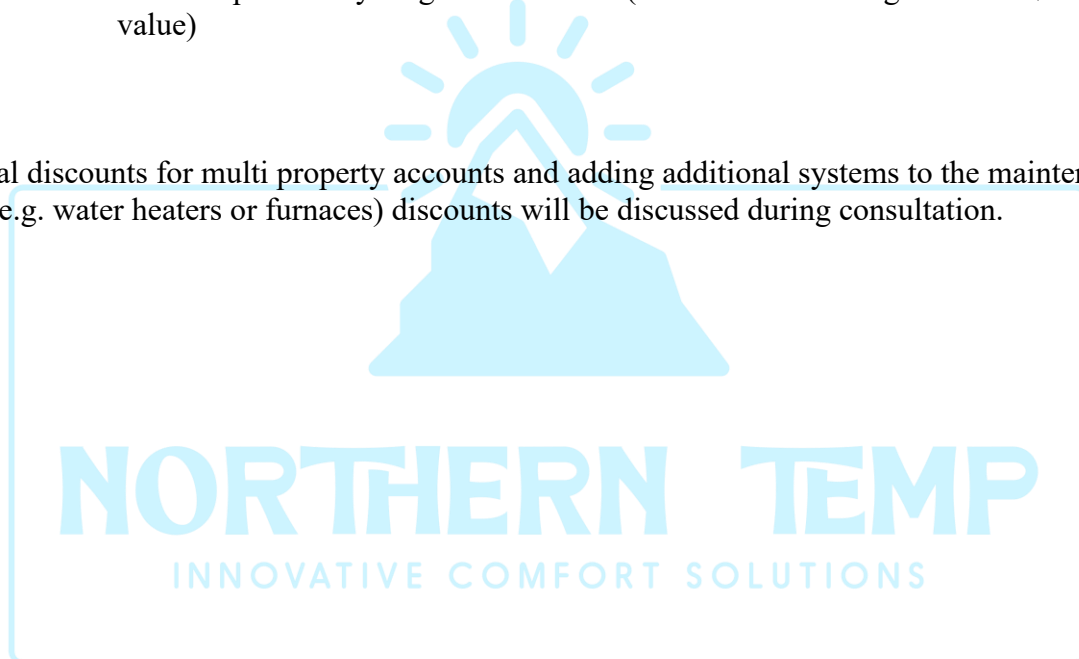 value)
al discounts for multi property accounts and adding additional systems to the mainte
e.g. water heaters or furnaces) discounts will be discussed during consultation.
NORTHERN TEMP
INNOVATIVE COMFORT SOLUTIONS